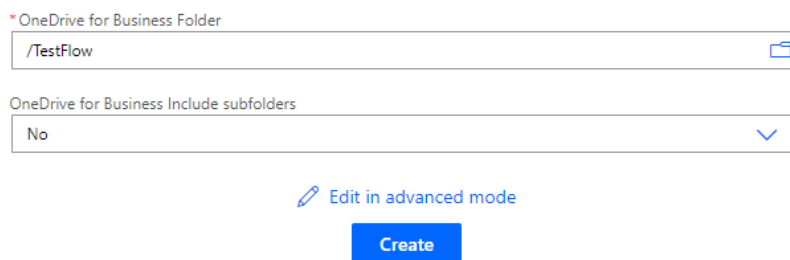 * OneDrive for Business Folder
/TestFlow
OneDrive for Business Include subfolders
No
Edit in advanced mode
Create